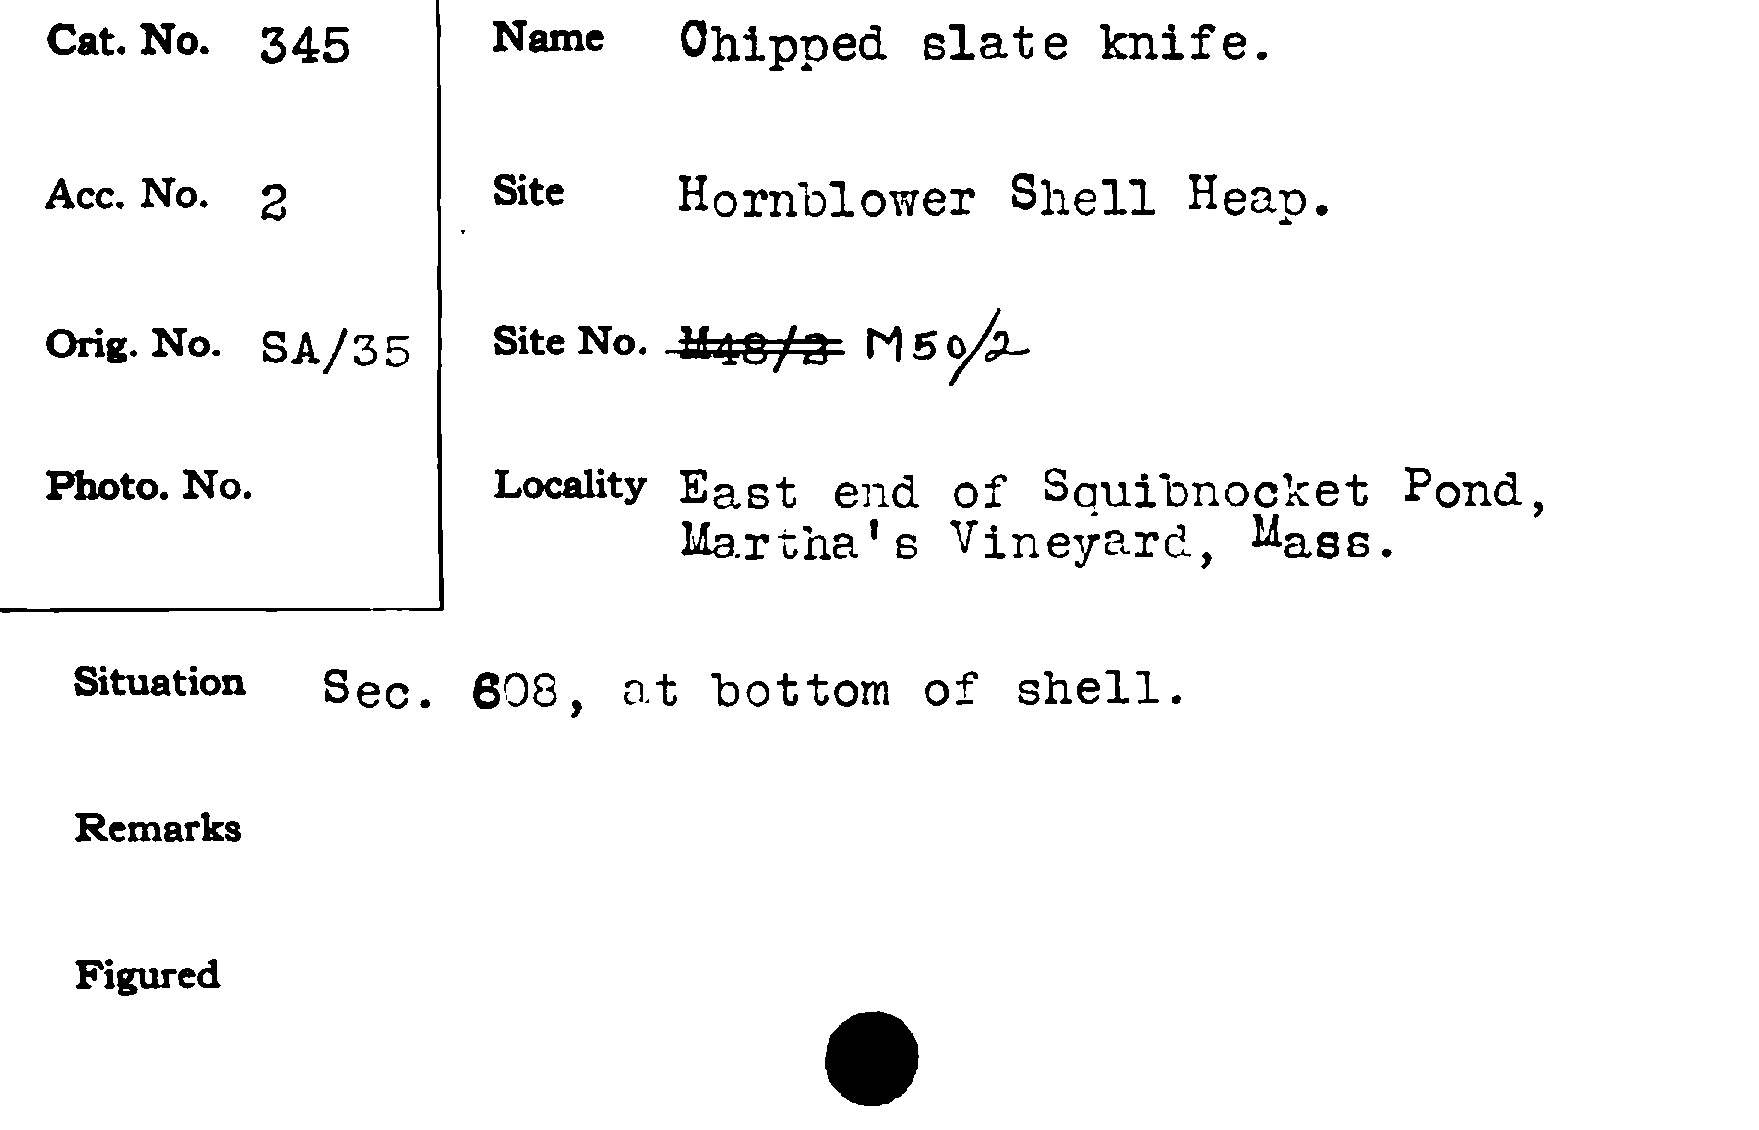 Cat. No. 345
Name Chipped slate knife.
Acc. No. 2
Site Hornblower Shell Heap.
Orig. No. SA/35
Site No. M48/2 M50/2
Photo. No.
Locality East end of Squibnocket Pond,
Martha's Vineyard, Mass.
Situation Sec. 608, at bottom of shell.
Remarks
Figured